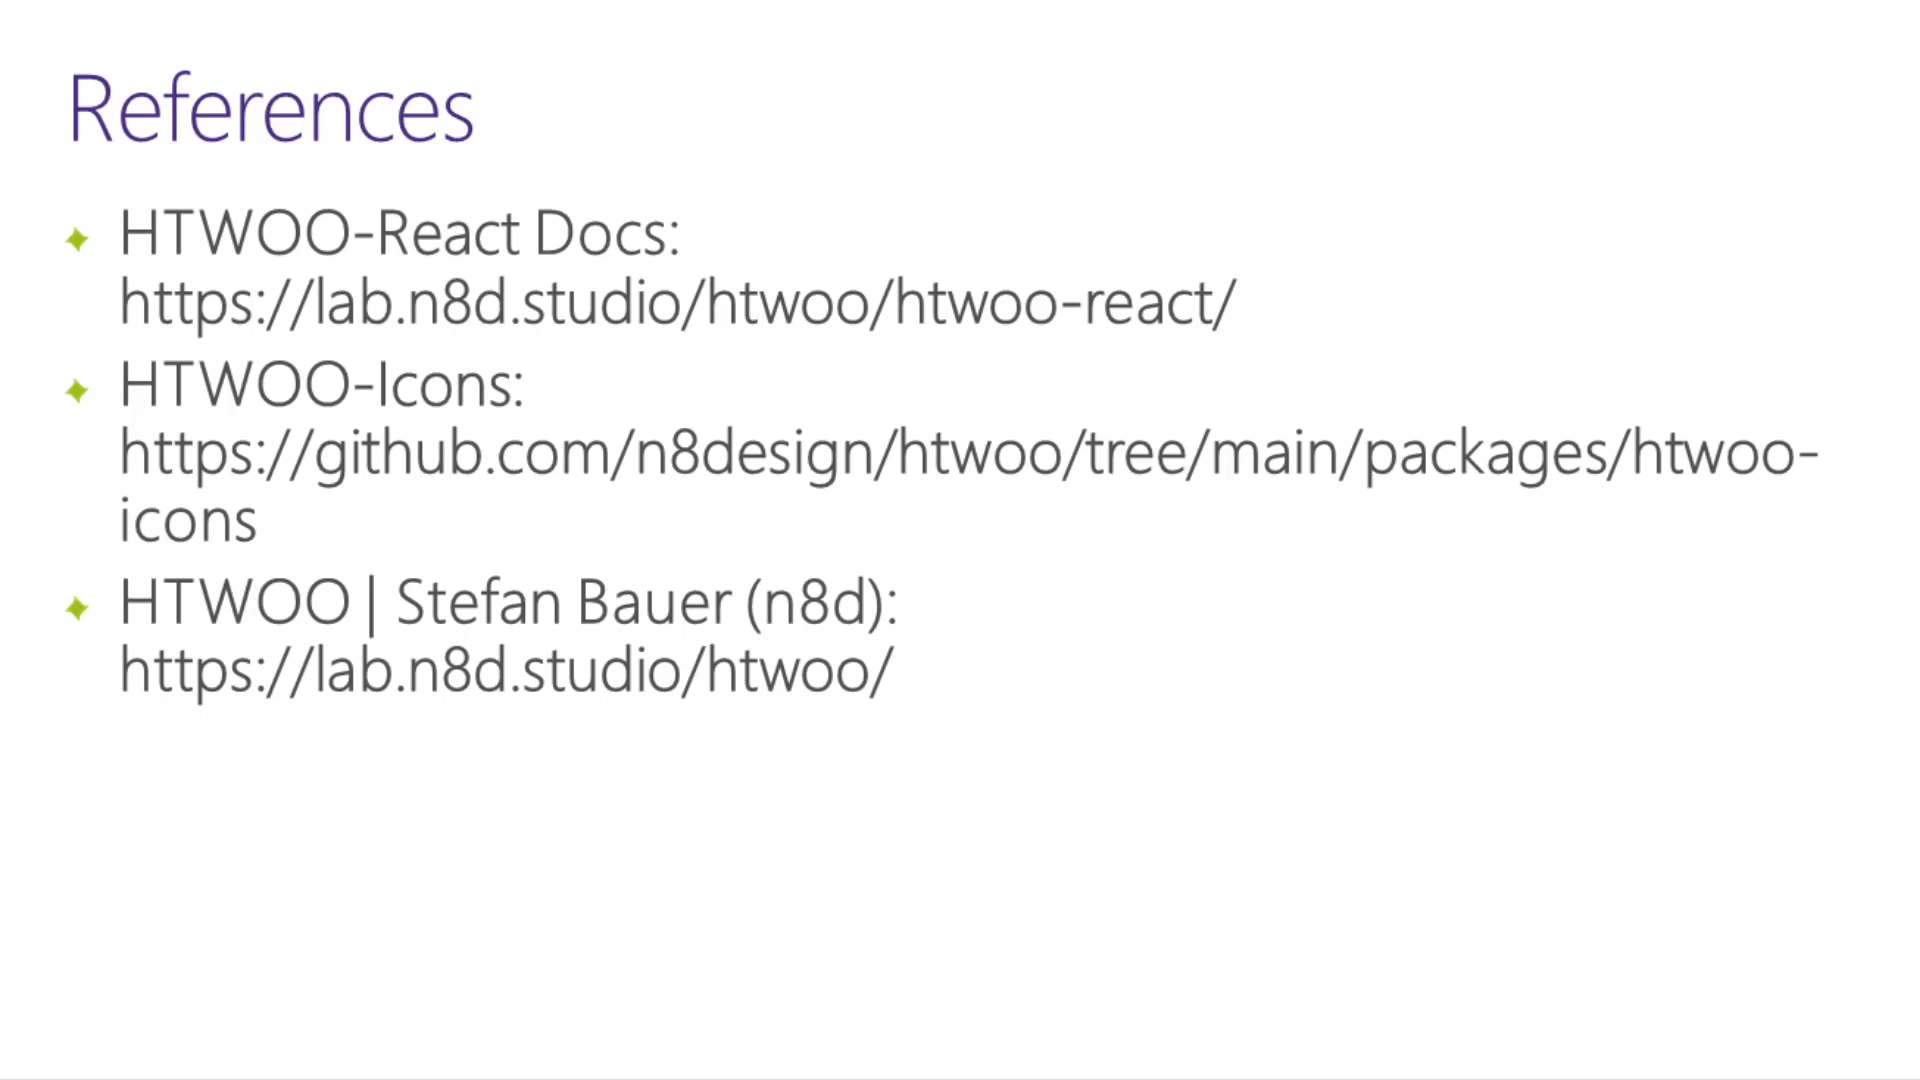 References
HTWOO-React Docs:
https://lab.n8d.studio/htwoo/htwoo-react/
HTWOO-Icons:
https://github.com/n8design/htwoo/tree/main/packages/htwoo-
icons
HTWOO | Stefan Bauer (n8d):
https://lab.n8d.studio/htwoo/